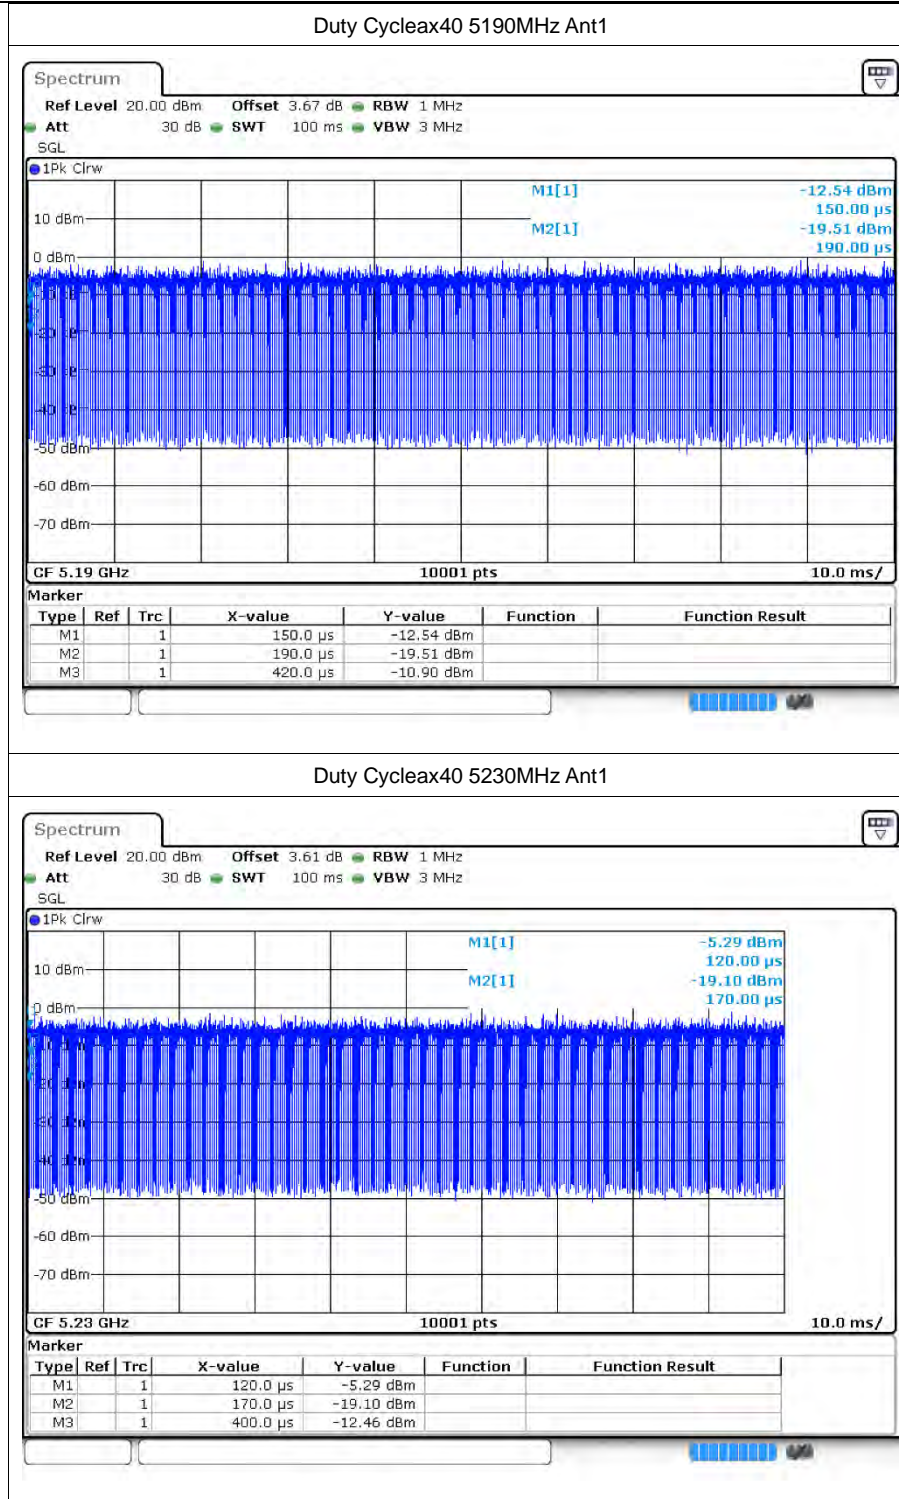 Duty Cycleax40 5190MHz Ant1
Spectrum
Ref Level 20.00 dBm Offset 3.67 dB RBW 1 MHz
Att 30 dB SWT 100 ms VBW 3 MHz
SGL
1Pk Clrw
M1[1] -12.54 dBm
150.00 µs
10 dBm
M2[1] -19.51 dBm
190.00 µs
0 dBm
-50 dBm
-60 dBm
-70 dBm
CF 5.19 GHz 10001 pts 10.0 ms/
Marker
Type Ref Trc X-value Y-value Function Function Result
M1 1 150.0 µs -12.54 dBm
M2 1 190.0 µs -19.51 dBm
M3 1 420.0 µs -10.90 dBm
Duty Cycleax40 5230MHz Ant1
Spectrum
Ref Level 20.00 dBm Offset 3.61 dB RBW 1 MHz
Att 30 dB SWT 100 ms VBW 3 MHz
SGL
1Pk Clrw
M1[1] -5.29 dBm
120.00 µs
10 dBm
M2[1] -19.10 dBm
170.00 µs
0 dBm
-50 dBm
-60 dBm
-70 dBm
CF 5.23 GHz 10001 pts 10.0 ms/
Marker
Type Ref Trc X-value Y-value Function Function Result
M1 1 120.0 µs -5.29 dBm
M2 1 170.0 µs -19.10 dBm
M3 1 400.0 µs -12.46 dBm